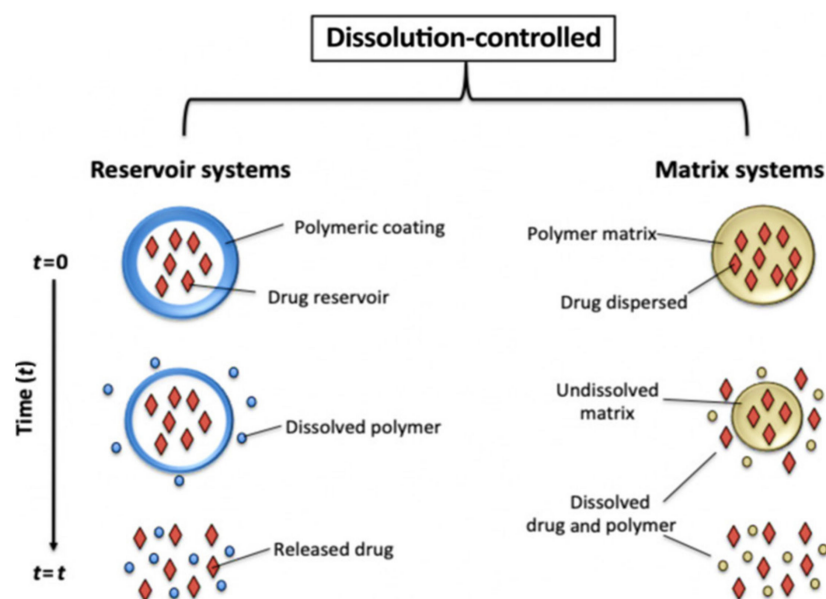 Dissolution-controlled
Reservoir systems
Matrix systems
Polymeric coating
Polymer matrix
t=0
Drug reservoir
Drug dispersed
Time (t)
Undissolved
matrix
Dissolved polymer
Dissolved
drug and polymer
Released drug
t=t